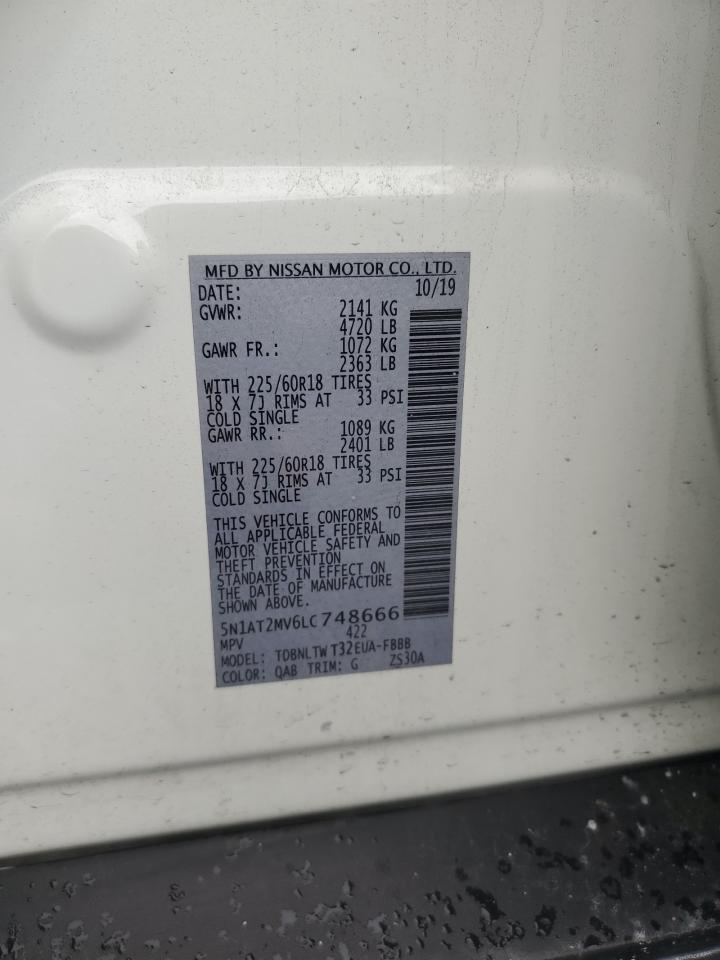 MFD BY NISSAN MOTOR CO., LTD.
DATE: 10/19
GVWR: 2141 KG
4720 LB
GAWR FR.: 1072 KG
2363 LB
WITH 225/60R18 TIRES
18 X 7J RIMS AT 33 PSI
COLD SINGLE
GAWR RR.: 1089 KG
2401 LB
WITH 225/60R18 TIRES
18 X 7J RIMS AT 33 PSI
COLD SINGLE
THIS VEHICLE CONFORMS TO
ALL APPLICABLE FEDERAL
MOTOR VEHICLE SAFETY AND
THEFT PREVENTION
STANDARDS IN EFFECT ON
THE DATE OF MANUFACTURE
SHOWN ABOVE.
5N1AT2MV6LC748666
MPV 422
MODEL: TDBNLTW T32EUA-FBBB
COLOR: QAB TRIM: G ZS30A